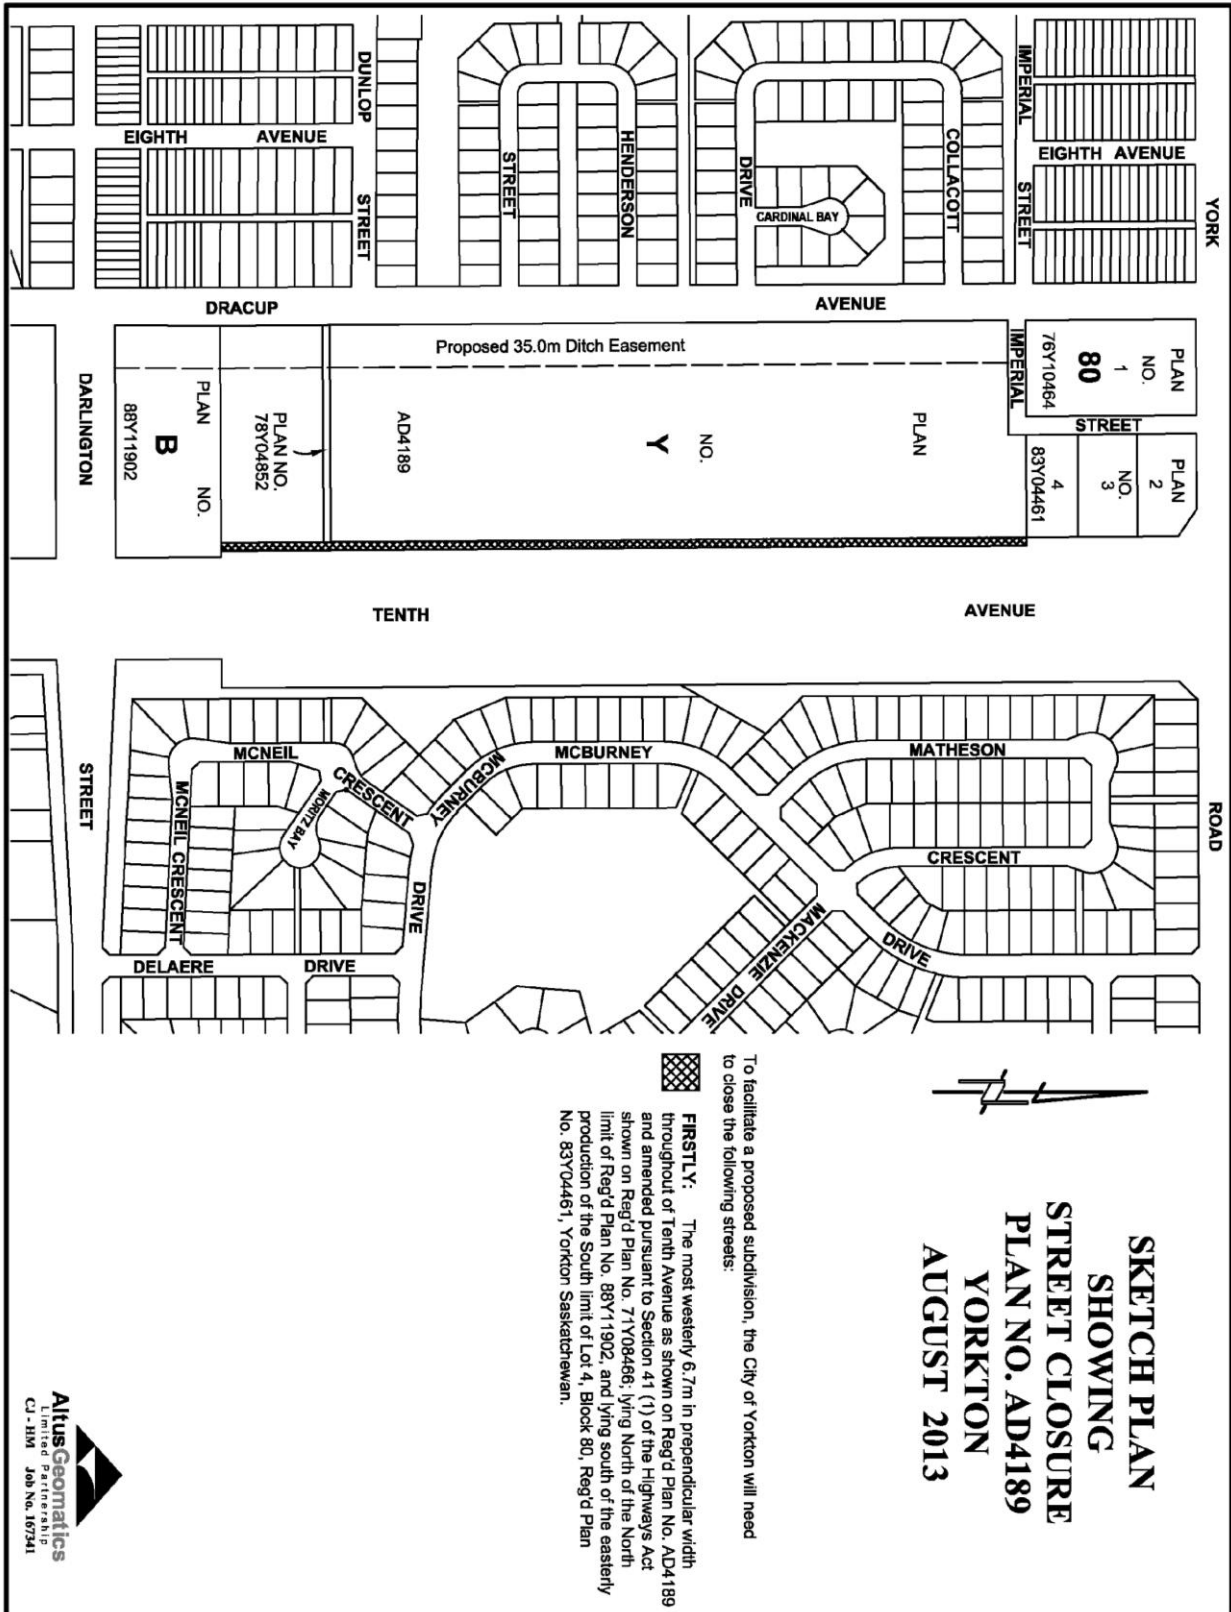 SKETCH PLAN
SHOWING
STREET CLOSURE
PLAN NO. AD4189
YORKTON
AUGUST 2013
To facilitate a proposed subdivision, the City of Yorkton will need
to close the following streets:
FIRSTLY: The most westerly 6.7m in prependicular width
throughout of Tenth Avenue as shown on Reg'd Plan No. AD4189
and amended pursuant to Section 41 (1) of the Highways Act
shown on Reg'd Plan No. 71Y08466; lying North of the North
limit of Reg'd Plan No. 88Y11902, and lying south of the easterly
production of the South limit of Lot 4, Block 80, Reg'd Plan
No. 83Y04461, Yorkton Saskatchewan.
AltusGeomatics
Limited Partnership
CJ - HM Job No. 167341
YORK
ROAD
IMPERIAL
STREET
EIGHTH AVENUE
COLLACOTT
DRIVE
CARDINAL BAY
HENDERSON
STREET
DUNLOP
STREET
EIGHTH AVENUE
DRACUP
AVENUE
PLAN
NO.
1
80
76Y10464
IMPERIAL
STREET
PLAN
2
NO.
3
4
83Y04461
Proposed 35.0m Ditch Easement
PLAN
NO.
Y
AD4189
PLAN NO.
78Y04852
PLAN NO.
B
88Y11902
DARLINGTON
STREET
TENTH
AVENUE
MATHESON
CRESCENT
MCBURNEY
MCBURNEY
DRIVE
DRIVE
MACKENZIE DRIVE
MCNEIL
CRESCENT
MORITZ BAY
MCNEIL CRESCENT
DELAERE
DRIVE